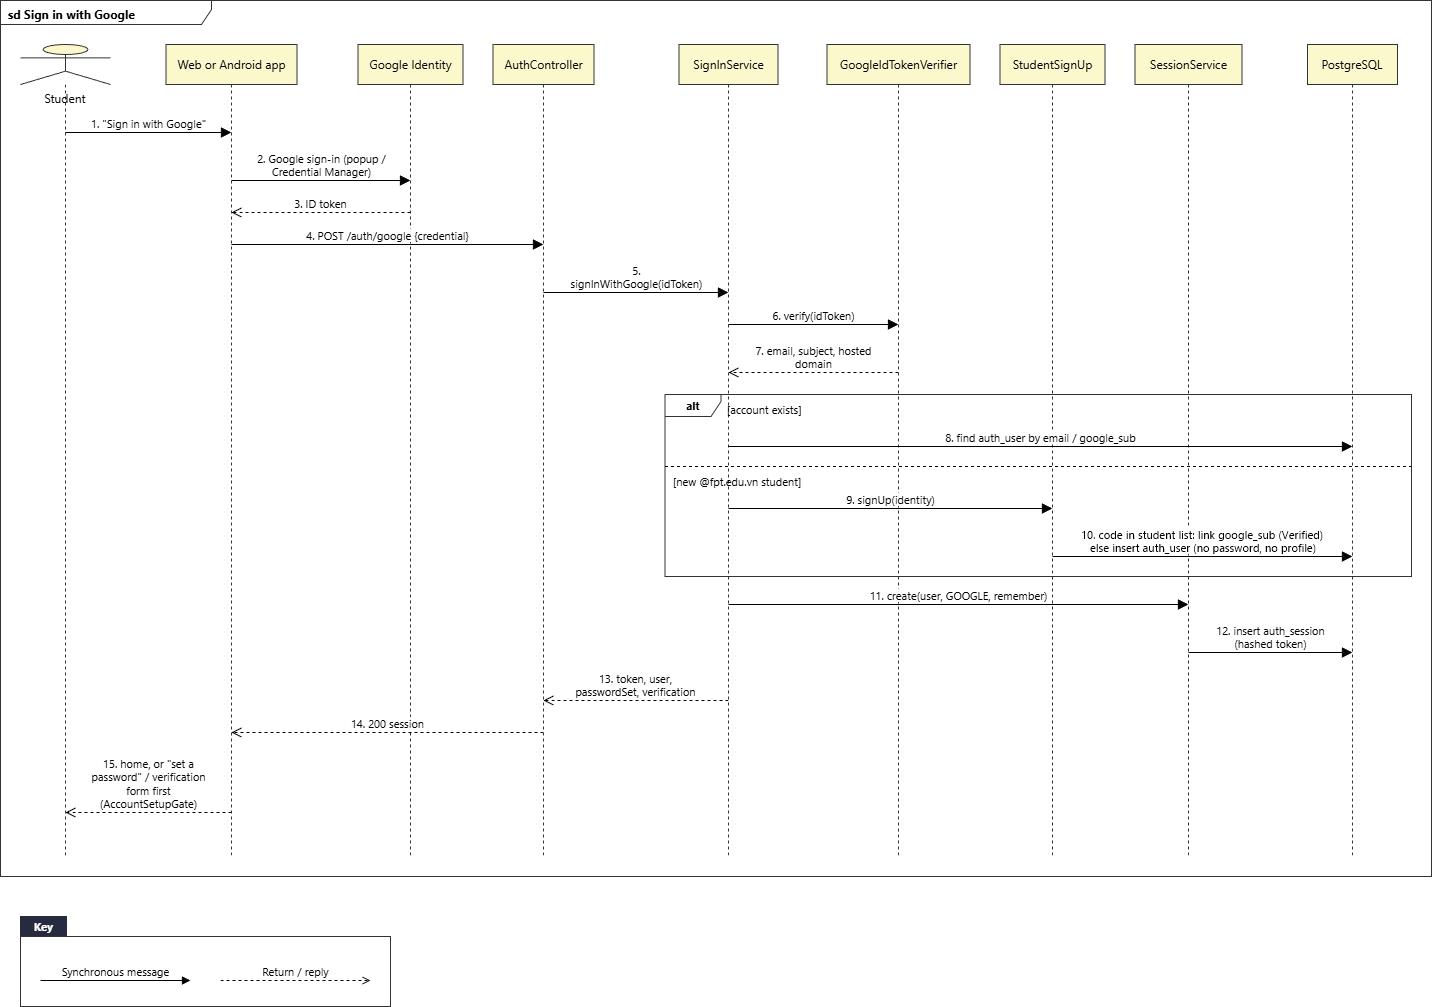 sd Sign in with Google
Student
Web or Android app
Google Identity
AuthController
SignInService
GoogleIdTokenVerifier
StudentSignUp
SessionService
PostgreSQL
1. "Sign in with Google"
2. Google sign-in (popup /
Credential Manager)
3. ID token
4. POST /auth/google {credential}
5.
signInWithGoogle(idToken)
6. verify(idToken)
7. email, subject, hosted
domain
alt
[account exists]
8. find auth_user by email / google_sub
[new @fpt.edu.vn student]
9. signUp(identity)
10. code in student list: link google_sub (Verified)
else insert auth_user (no password, no profile)
11. create(user, GOOGLE, remember)
12. insert auth_session
(hashed token)
13. token, user,
passwordSet, verification
14. 200 session
15. home, or "set a
password" / verification
form first
(AccountSetupGate)
Key
Synchronous message
Return / reply